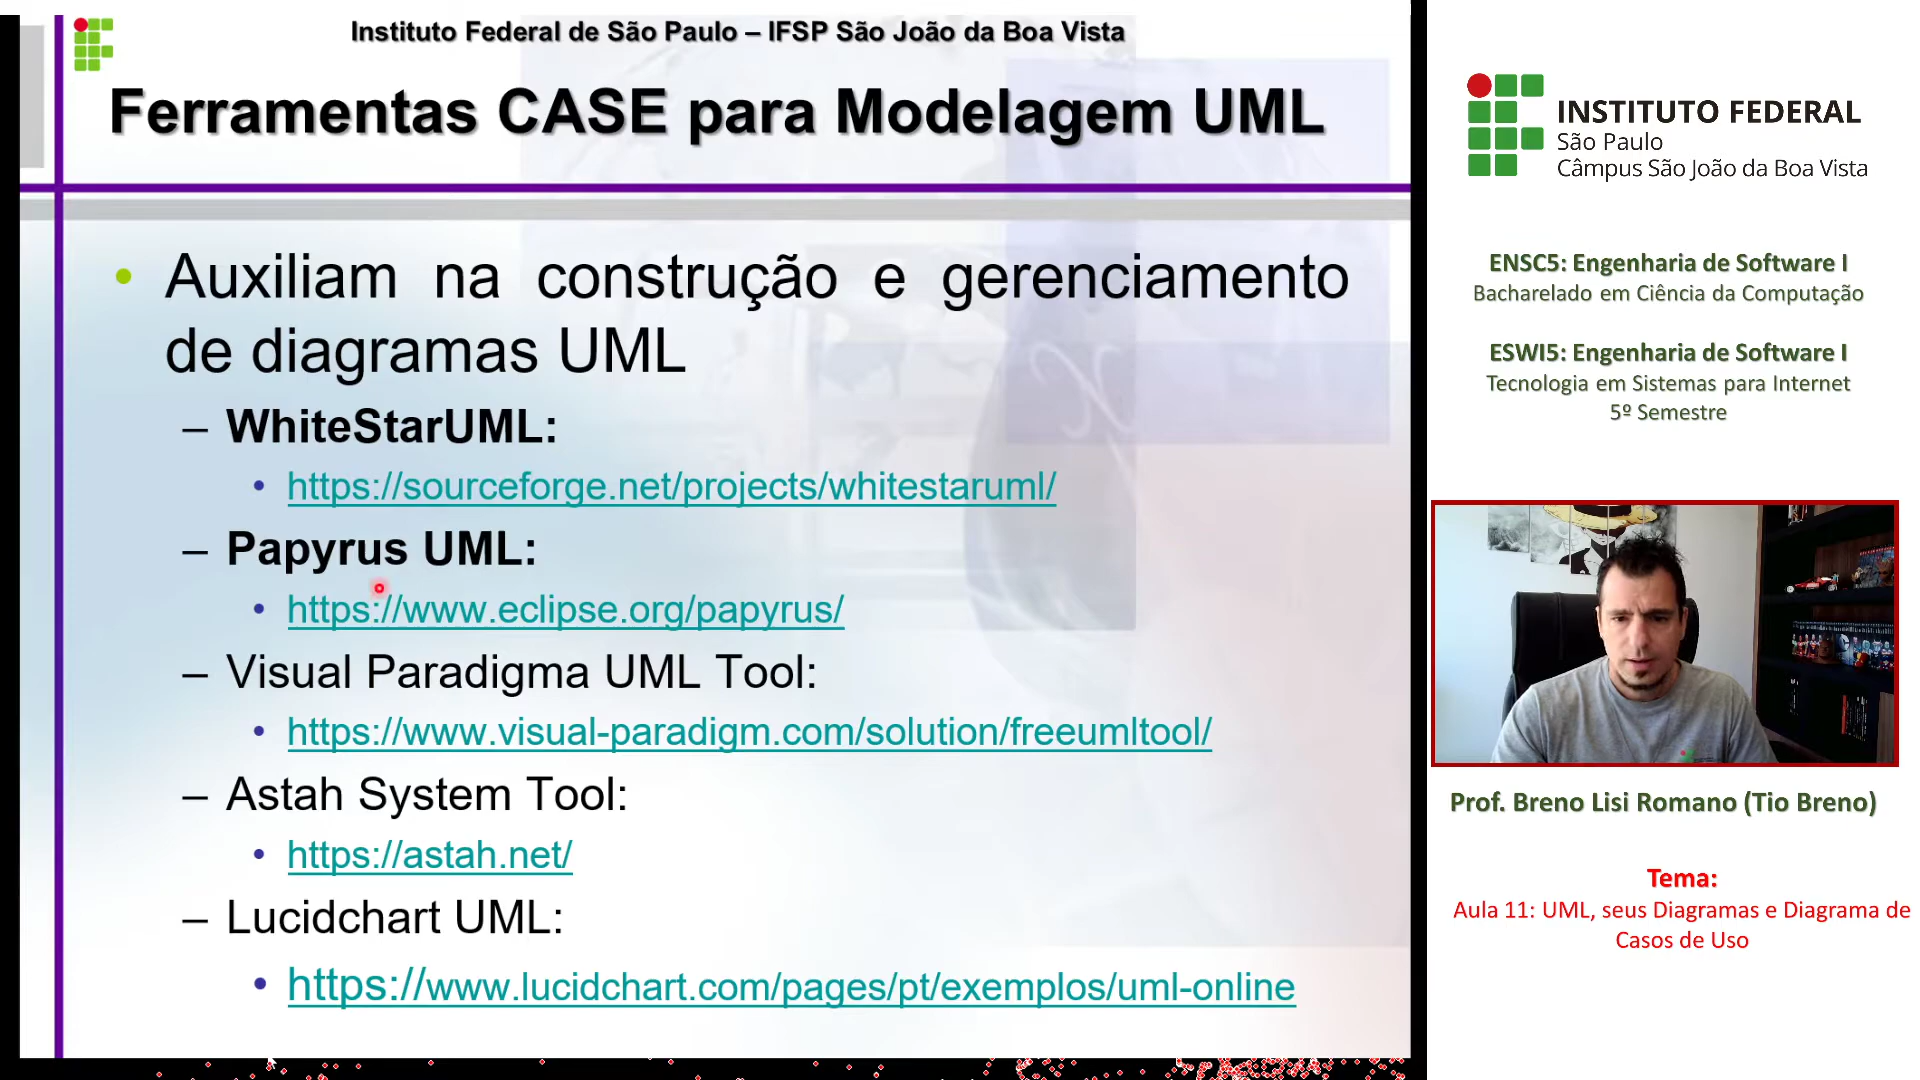 Instituto Federal de São Paulo – IFSP São João da Boa Vista
Ferramentas CASE para Modelagem UML
• Auxiliam na construção e gerenciamento
de diagramas UML
– WhiteStarUML:
• https://sourceforge.net/projects/whitestaruml/
– Papyrus UML:
• https://www.eclipse.org/papyrus/
– Visual Paradigma UML Tool:
• https://www.visual-paradigm.com/solution/freeumltool/
– Astah System Tool:
• https://astah.net/
– Lucidchart UML:
• https://www.lucidchart.com/pages/pt/exemplos/uml-online
INSTITUTO FEDERAL
São Paulo
Câmpus São João da Boa Vista
ENSC5: Engenharia de Software I
Bacharelado em Ciência da Computação
ESWI5: Engenharia de Software I
Tecnologia em Sistemas para Internet
5º Semestre
Prof. Breno Lisi Romano (Tio Breno)
Tema:
Aula 11: UML, seus Diagramas e Diagrama de
Casos de Uso